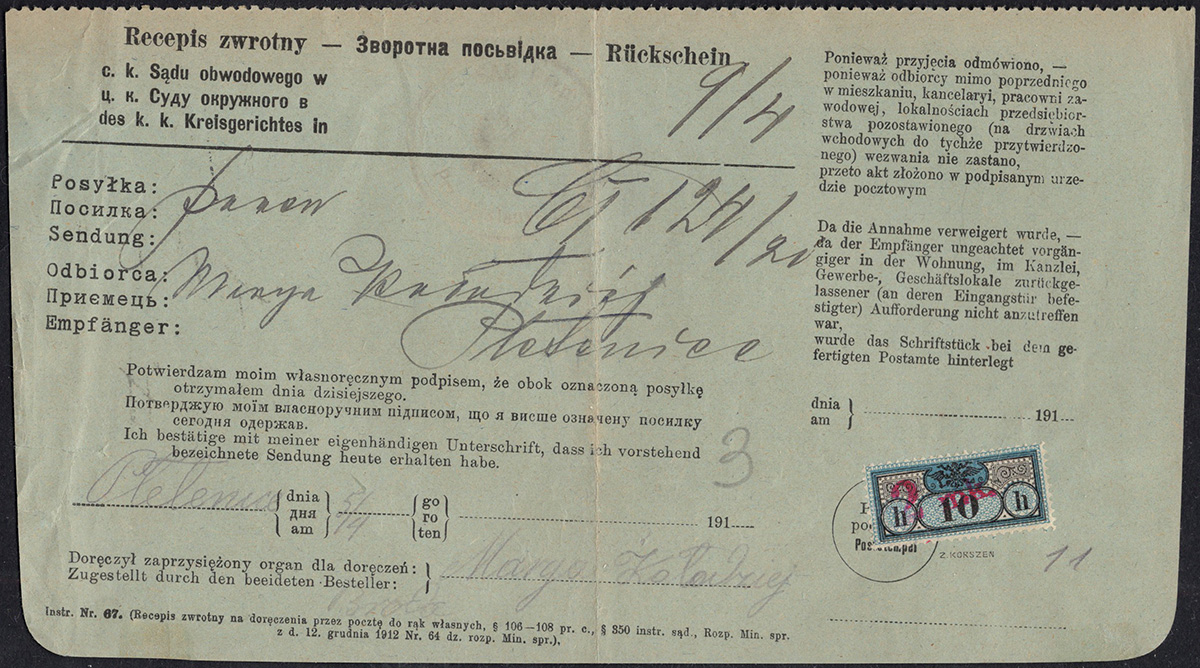 Recepis zwrotny — Зворотна посьвідка — Rückschein
c. k. Sądu obwodowego w
ц. к. Суду окружного в
des k. k. Kreisgerichtes in
9/4
Posyłka:
Посилка:
Sendung:
124/20
Odbiorca:
Приємець:
Empfänger:
Marya
Potwierdzam moim własnoręcznym podpisem, że obok oznaczoną posyłkę
otrzymałem dnia dzisiejszego.
Потверджую моїм власноручним підписом, що я висше означену посилку
сегодня одержав.
Ich bestätige mit meiner eigenhändigen Unterschrift, dass ich vorstehend
bezeichnete Sendung heute erhalten habe.
3
dnia
дня
am
5/4
go
го
ten
191
Doręczył zaprzysiężony organ dla doręczeń:
Zugestellt durch den beeideten Besteller:
Marya
Instr. Nr. 67. (Recepis zwrotny na doręczenia przez pocztę do rąk własnych, § 106—108 pr. c., § 350 instr. sąd., Rozp. Min. spr.
z d. 12. grudnia 1912 Nr. 64 dz. rozp. Min. spr.).
Ponieważ przyjęcia odmówiono, —
ponieważ odbiorcy mimo poprzedniego
w mieszkaniu, kancelaryi, pracowni za-
wodowej, lokalnościach przedsiębior-
stwa pozostawionego (na drzwiach
wchodowych do tychże przytwierdzo-
nego) wezwania nie zastano,
przeto akt złożono w podpisanym urzę-
dzie pocztowym
Da die Annahme verweigert wurde, —
da der Empfänger ungeachtet vorgän-
giger in der Wohnung, im Kanzlei,
Gewerbe-, Geschäftslokale zurückge-
lassener (an deren Eingangstür befe-
stigter) Aufforderung nicht anzutreffen
war,
wurde das Schriftstück bei dem ge-
fertigten Postamte hinterlegt
dnia
am
191
h 10 h
Z. KOKSZEN
11